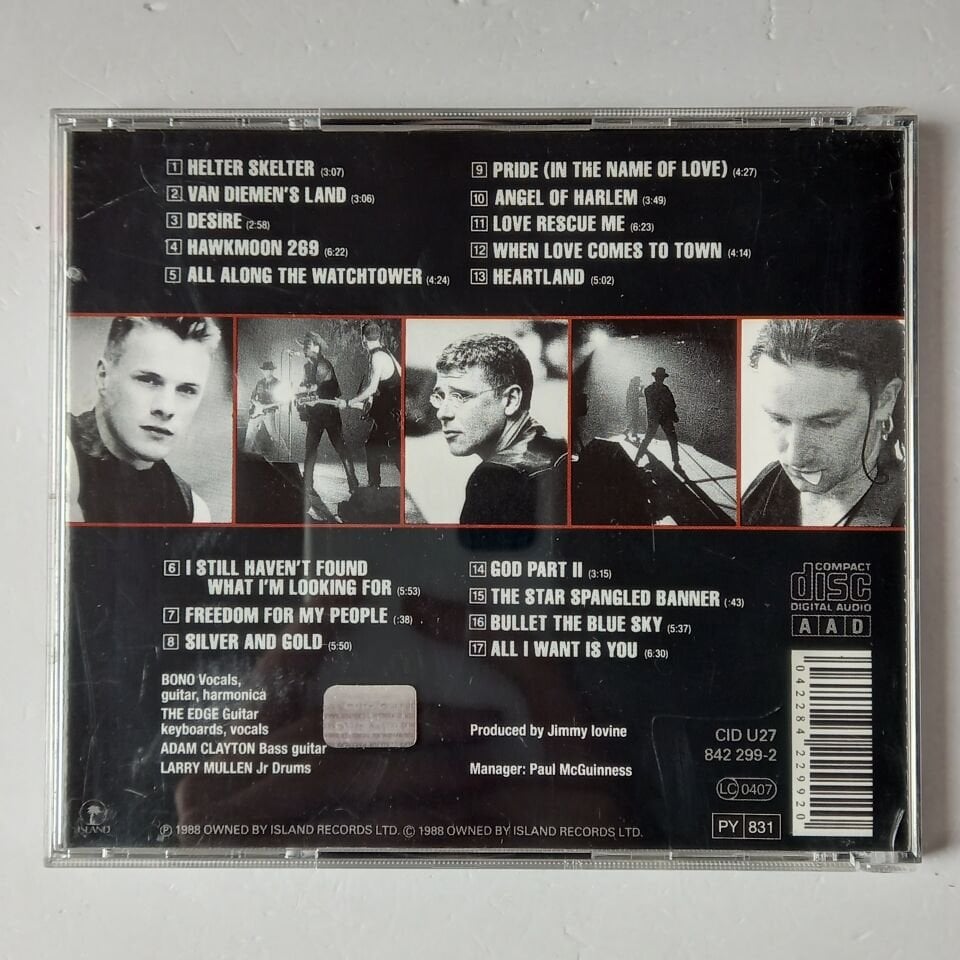 1 HELTER SKELTER (3:07)
2 VAN DIEMEN'S LAND (3:06)
3 DESIRE (2:58)
4 HAWKMOON 269 (6:22)
5 ALL ALONG THE WATCHTOWER (4:24)
9 PRIDE (IN THE NAME OF LOVE) (4:27)
10 ANGEL OF HARLEM (3:49)
11 LOVE RESCUE ME (6:23)
12 WHEN LOVE COMES TO TOWN (4:14)
13 HEARTLAND (5:02)
6 I STILL HAVEN'T FOUND
WHAT I'M LOOKING FOR (5:53)
7 FREEDOM FOR MY PEOPLE (:38)
8 SILVER AND GOLD (5:50)
14 GOD PART II (3:15)
15 THE STAR SPANGLED BANNER (:43)
16 BULLET THE BLUE SKY (5:37)
17 ALL I WANT IS YOU (6:30)
COMPACT
disc
DIGITAL AUDIO
AAD
BONO Vocals,
guitar, harmonica
THE EDGE Guitar
keyboards, vocals
ADAM CLAYTON Bass guitar
LARRY MULLEN Jr Drums
Produced by Jimmy Iovine
Manager: Paul McGuinness
CID U27
842 299-2
LC 0407
PY 831
042284229920
ISLAND
℗ 1988 OWNED BY ISLAND RECORDS LTD. © 1988 OWNED BY ISLAND RECORDS LTD.